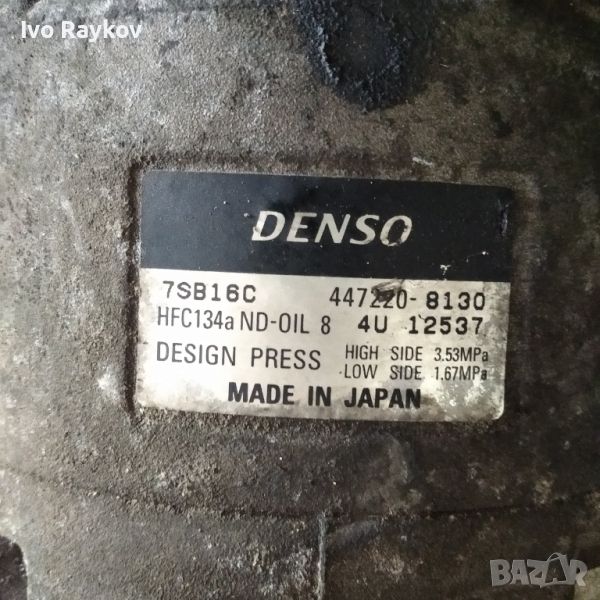 Ivo Raykov
DENSO
7SB16C 447220-8130
HFC134a ND-OIL 8 4U 12537
DESIGN PRESS HIGH SIDE 3.53MPa
LOW SIDE 1.67MPa
MADE IN JAPAN
BAZAR